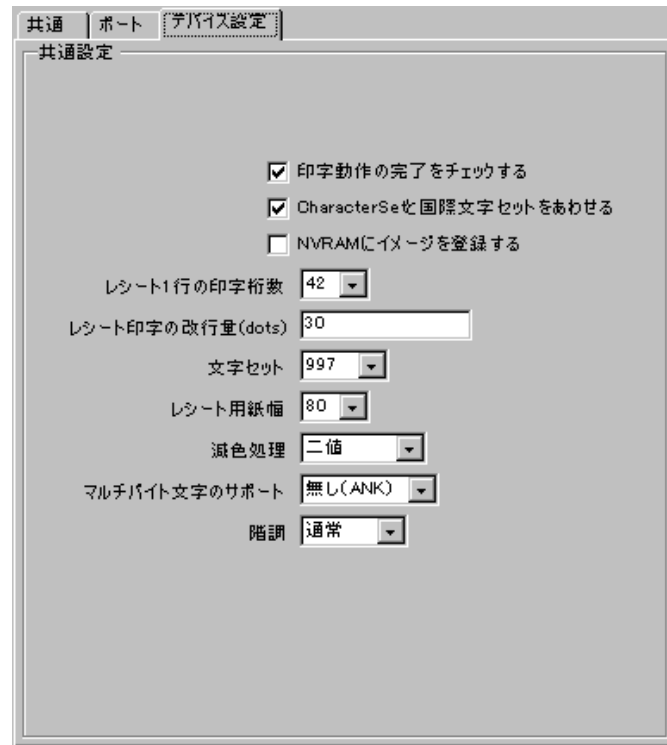 共通 ポート デバイス設定
共通設定
印字動作の完了をチェックする
CharacterSetと国際文字セットをあわせる
NVRAMにイメージを登録する
レシート1行の印字桁数 42
レシート印字の改行量(dots) 30
文字セット 997
レシート用紙幅 80
減色処理 二値
マルチバイト文字のサポート 無し(ANK)
階調 通常